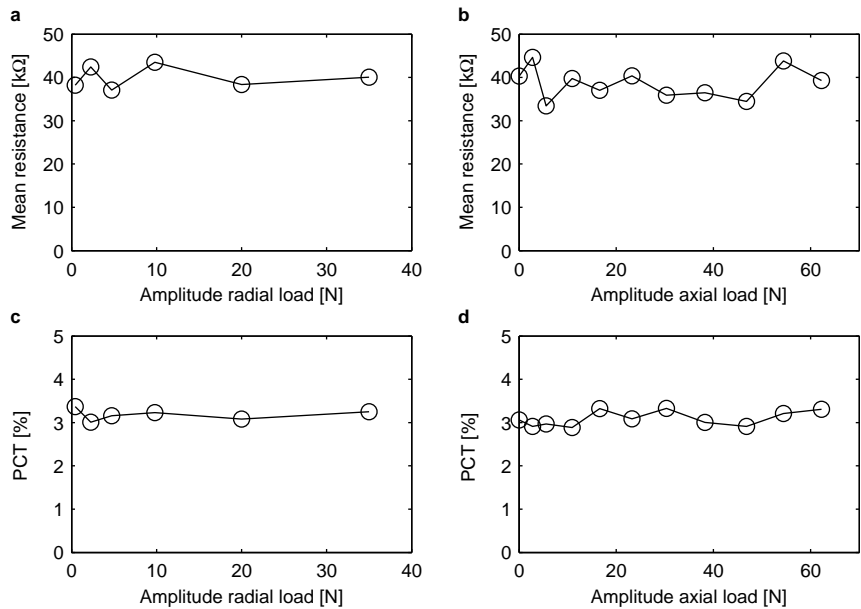 a
Mean resistance [kΩ]
50
40
30
20
10
0
0 10 20 30 40
Amplitude radial load [N]
b
Mean resistance [kΩ]
50
40
30
20
10
0
0 20 40 60
Amplitude axial load [N]
c
PCT [%]
5
4
3
2
1
0
0 10 20 30 40
Amplitude radial load [N]
d
PCT [%]
5
4
3
2
1
0
0 20 40 60
Amplitude axial load [N]